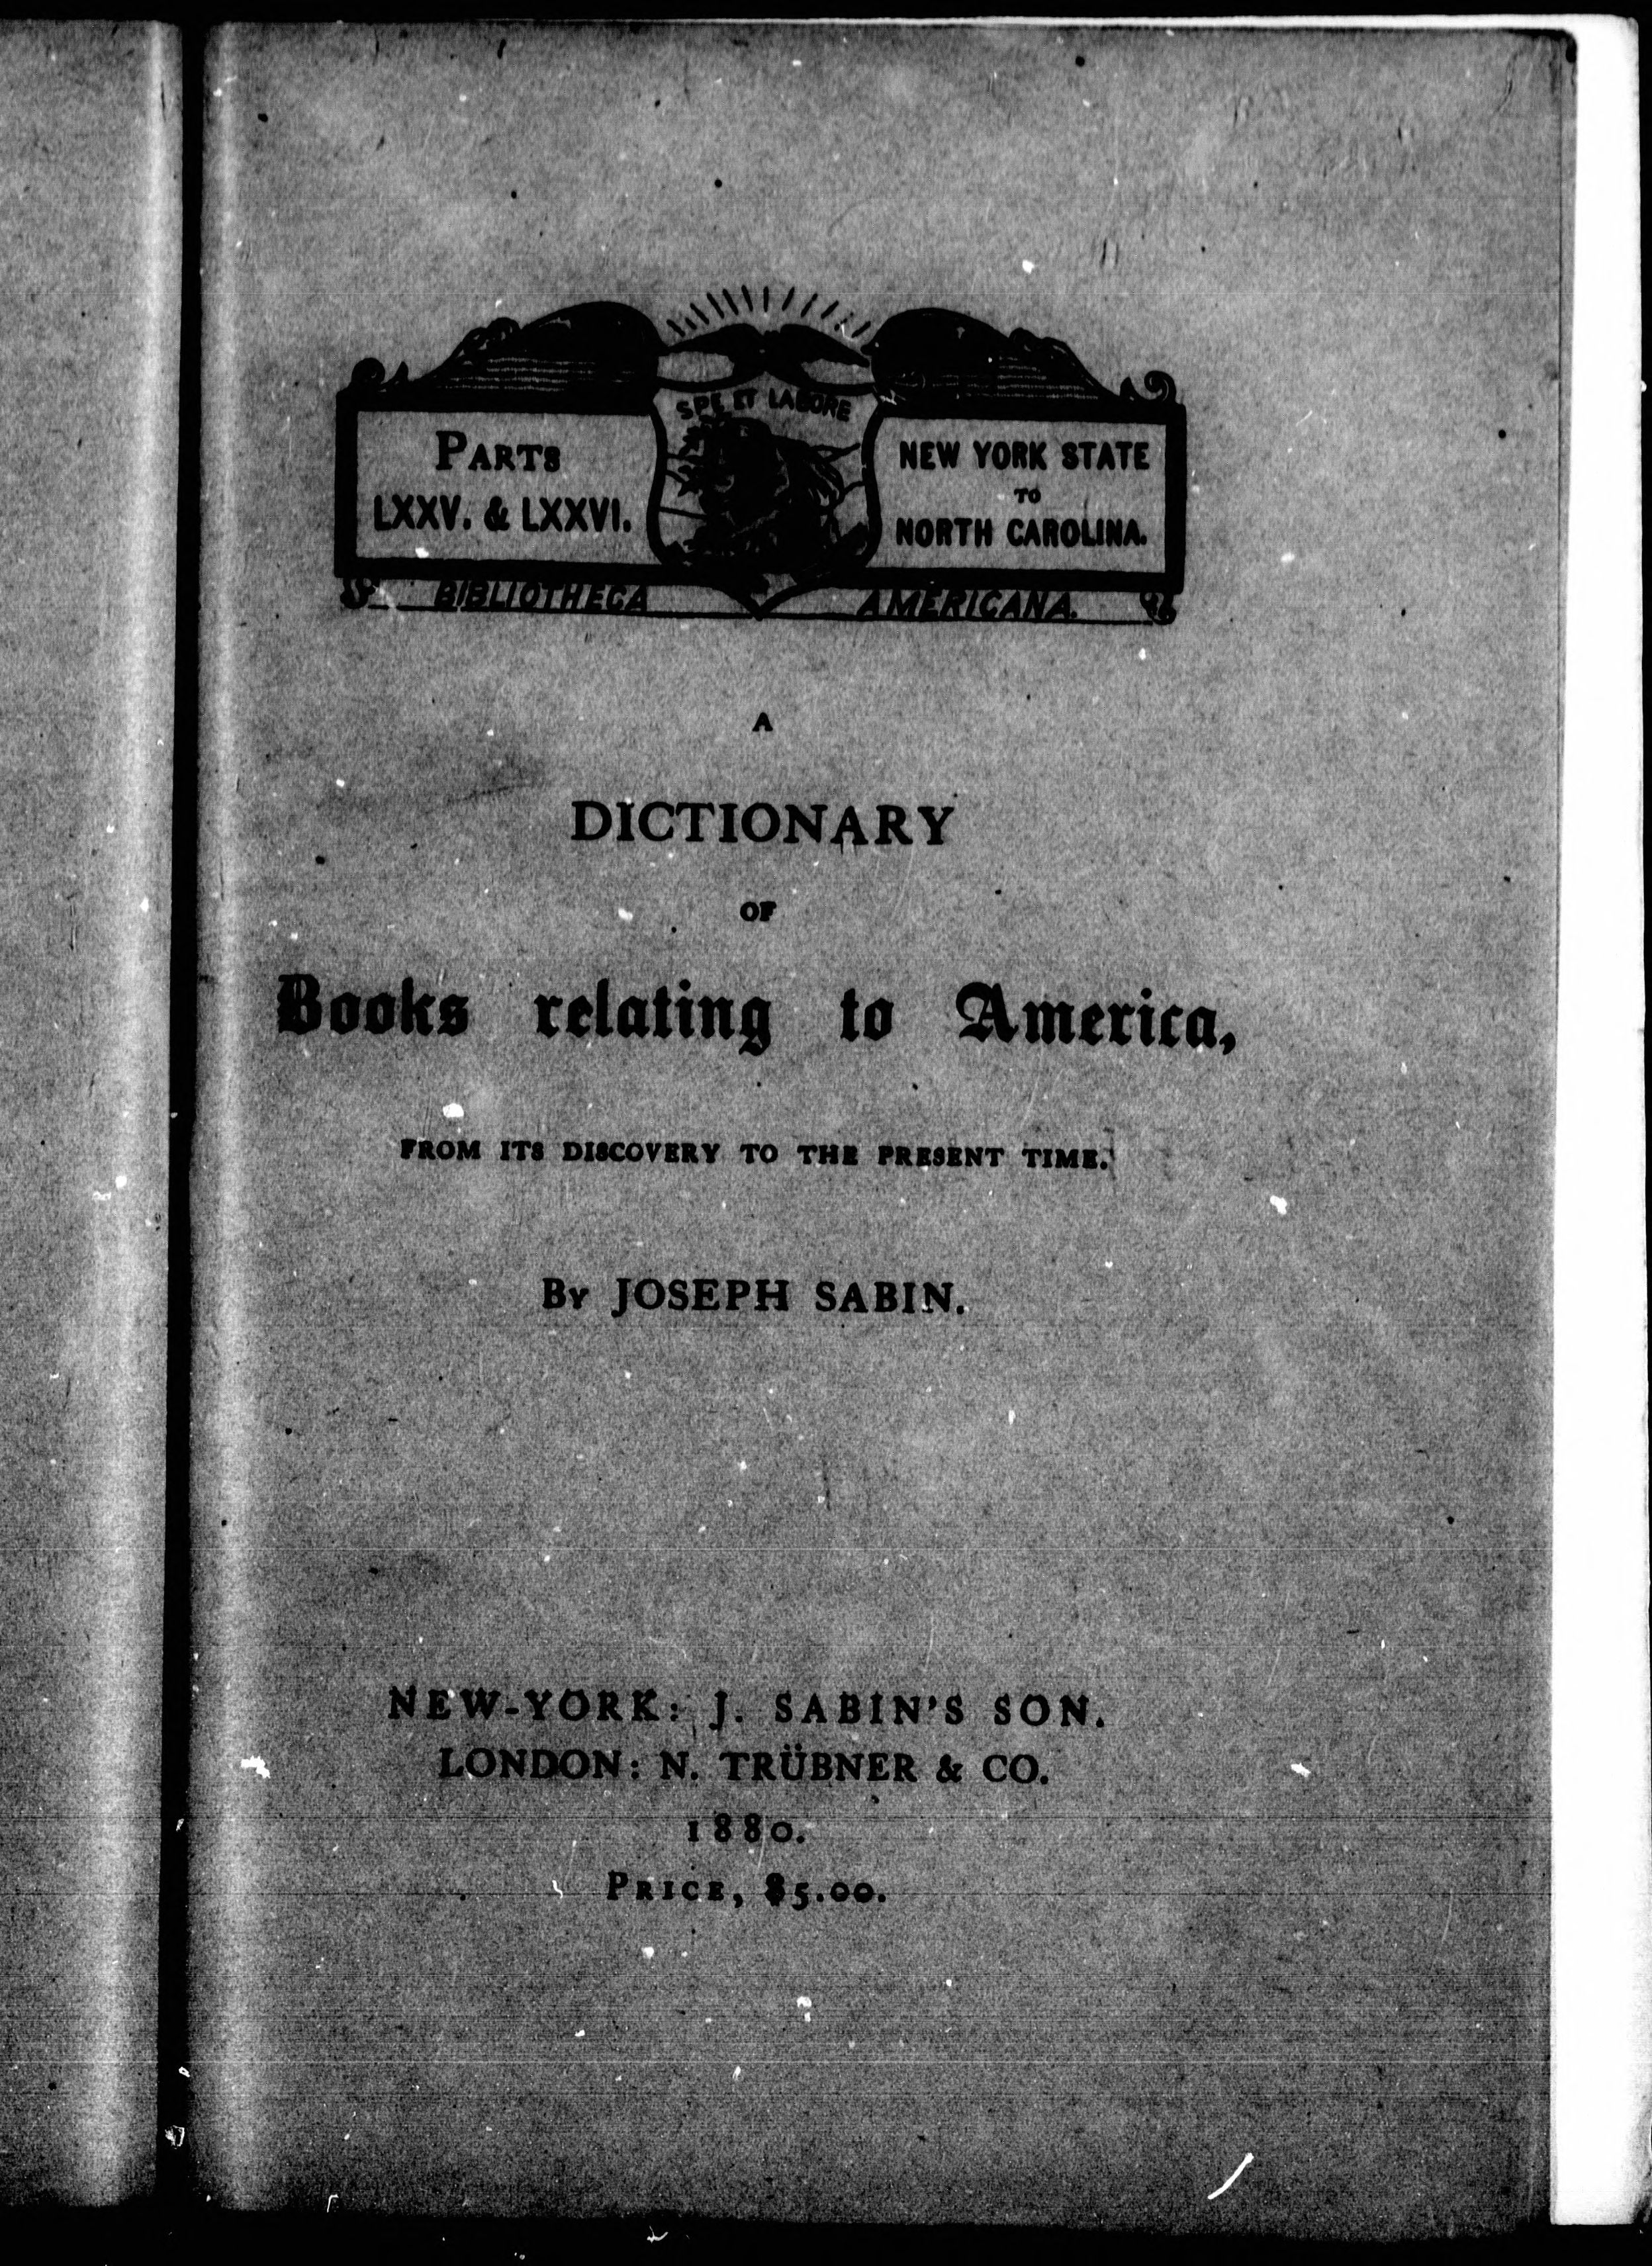 SPE ET LABORE
PARTS
LXXV. & LXXVI.
NEW YORK STATE
TO
NORTH CAROLINA.
BIBLIOTHECA AMERICANA.
A
DICTIONARY
OF
Books relating to America,
FROM ITS DISCOVERY TO THE PRESENT TIME.
BY JOSEPH SABIN.
NEW-YORK: J. SABIN'S SON.
LONDON: N. TRÜBNER & CO.
1880.
PRICE, $5.00.